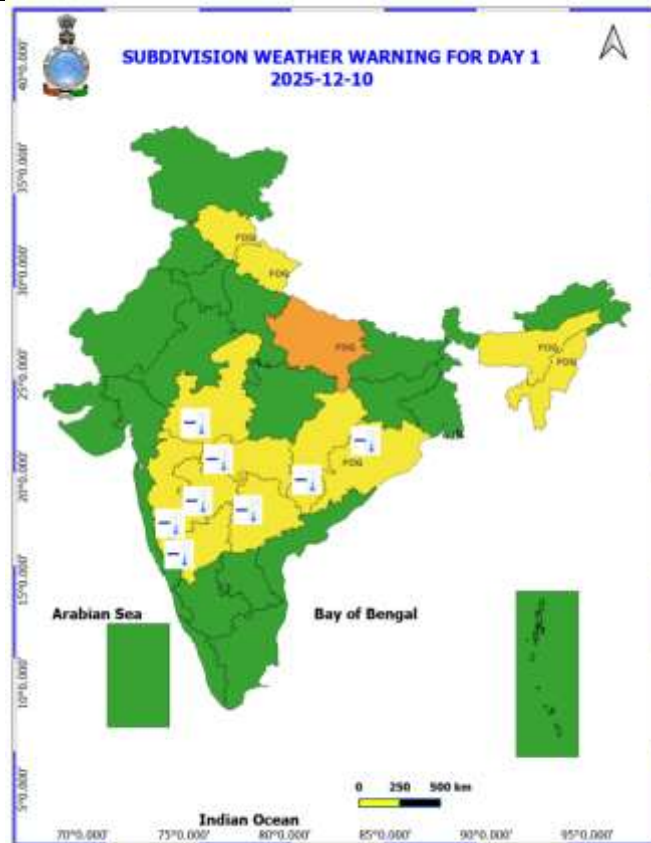 SUBDIVISION WEATHER WARNING FOR DAY 1
2025-12-10
40°0.000'
35°0.000'
30°0.000'
25°0.000'
20°0.000'
15°0.000'
10°0.000'
5°0.000'
FOG
FOG
FOG
FOG
FOG
FOG
Arabian Sea
Bay of Bengal
0 250 500 km
Indian Ocean
70°0.000' 75°0.000' 80°0.000' 85°0.000' 90°0.000' 95°0.000'